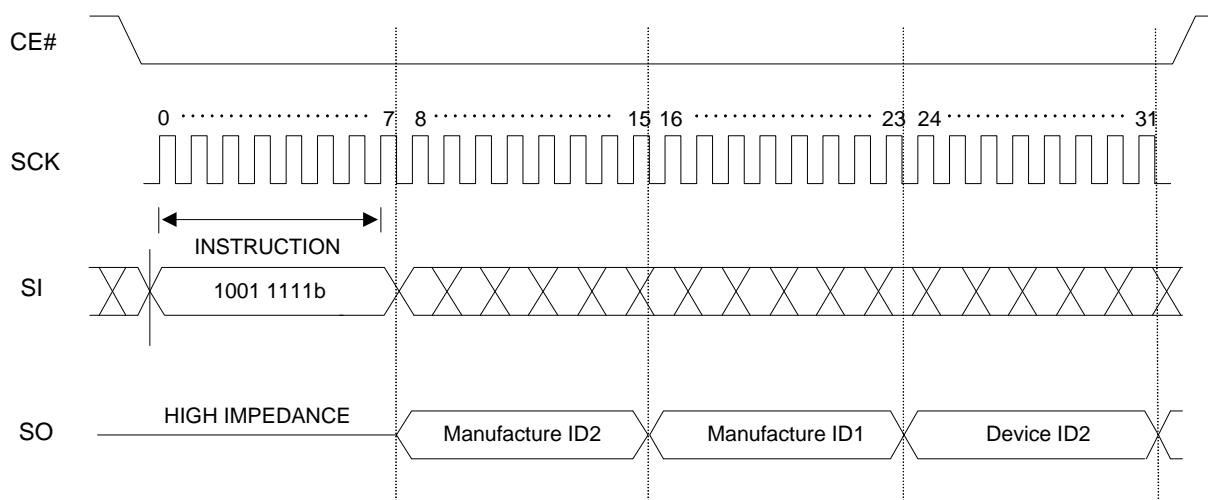 CE#
0 ········ 7 8 ········ 15 16 ········ 23 24 ········ 31
SCK
INSTRUCTION
SI
1001 1111b
HIGH IMPEDANCE
SO
Manufacture ID2
Manufacture ID1
Device ID2